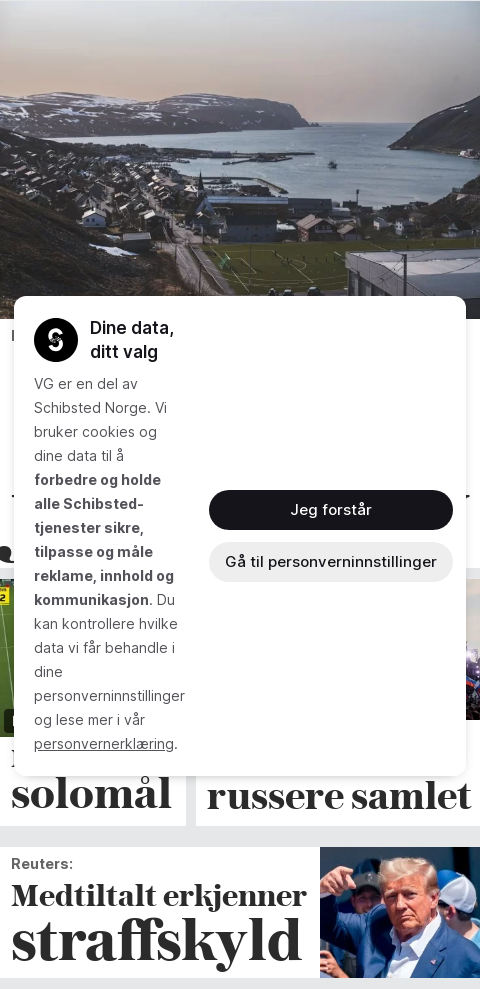 Dine data,
ditt valg
VG er en del av
Schibsted Norge. Vi
bruker cookies og
dine data til å
forbedre og holde
alle Schibsted-
tjenester sikre,
tilpasse og måle
reklame, innhold og
kommunikasjon. Du
kan kontrollere hvilke
data vi får behandle i
dine
personverninnstillinger
og lese mer i vår
personvernerklæring.
Jeg forstår
Gå til personverninnstillinger
solomål
russere samlet
Reuters:
Medtiltalt erkjenner
straffskyld